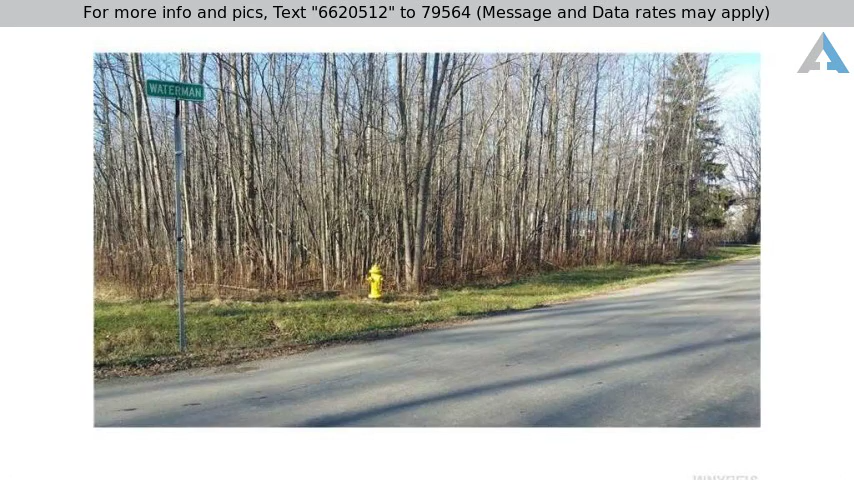 For more info and pics, Text "6620512" to 79564 (Message and Data rates may apply)
WATERMAN